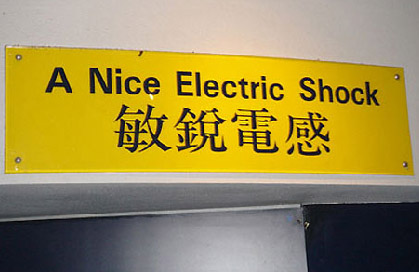 A Nice Electric Shock
敏銳電感